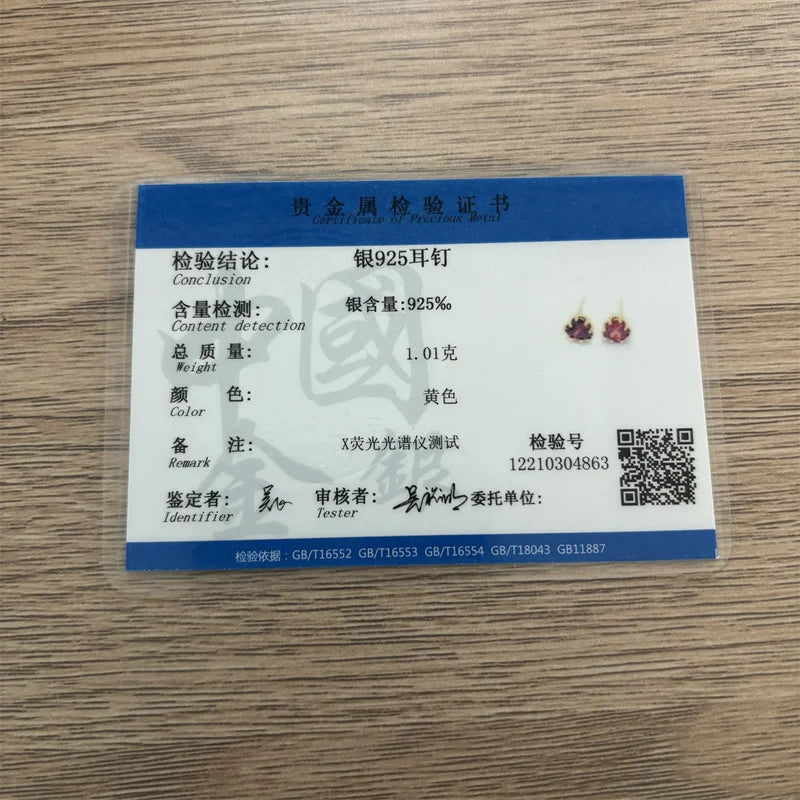 贵金属检验证书
Certificate of Precious Metal
检验结论: 银925耳钉
Conclusion
含量检测: 银含量:925‰
Content detection
总 质 量: 1.01克
Weight
颜 色: 黄色
Color
备 注: X荧光光谱仪测试
Remark
检验号
12210304863
鉴定者: 审核者: 委托单位:
Identifier Tester
中國
金銀
检验依据：GB/T16552 GB/T16553 GB/T16554 GB/T18043 GB11887